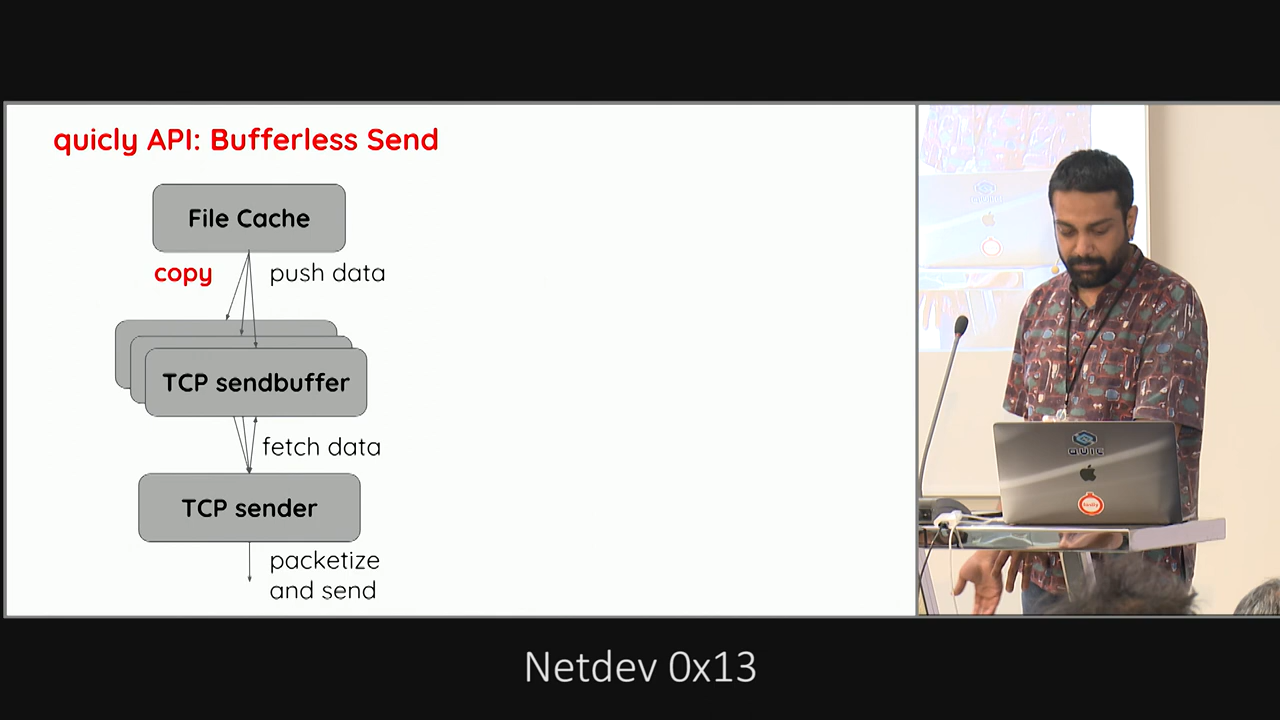 quicly API: Bufferless Send
File Cache
copy
push data
TCP sendbuffer
fetch data
TCP sender
packetize
and send
QUIC
Netdev 0x13